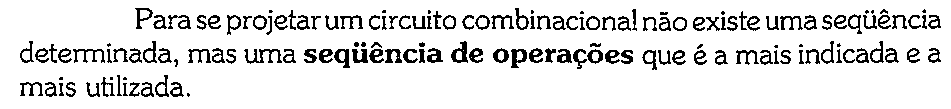 Para se projetar um circuito combinacional não existe uma seqüência
determinada, mas uma seqüência de operações que é a mais indicada e a
mais utilizada.